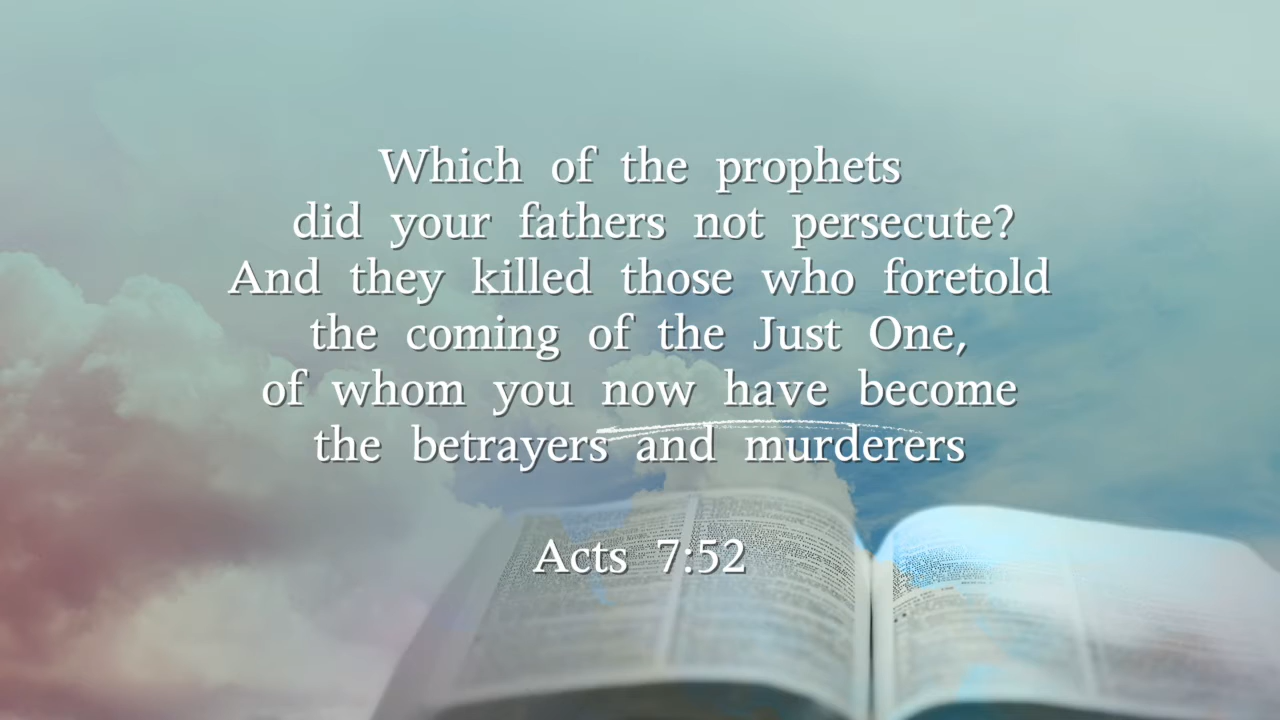 Which of the prophets
did your fathers not persecute?
And they killed those who foretold
the coming of the Just One,
of whom you now have become
the betrayers and murderers
Acts 7:52